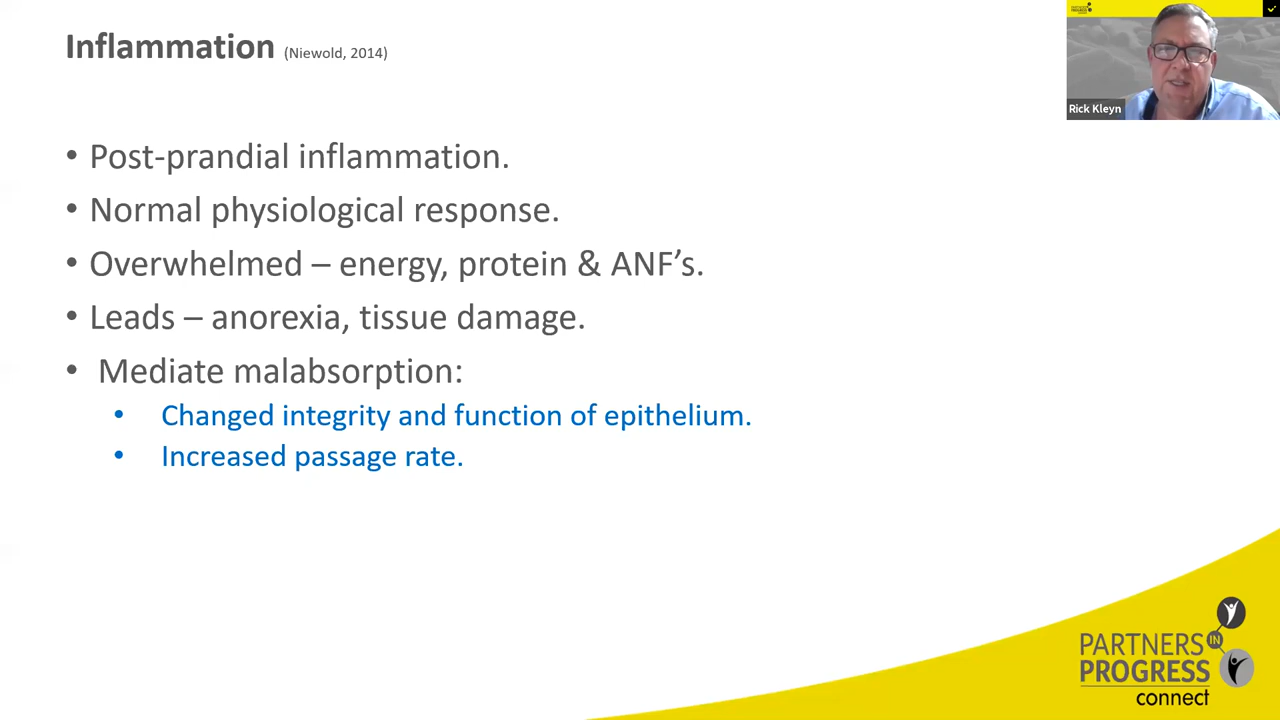 Inflammation (Niewold, 2014)
• Post-prandial inflammation.
• Normal physiological response.
• Overwhelmed – energy, protein & ANF's.
• Leads – anorexia, tissue damage.
• Mediate malabsorption:
• Changed integrity and function of epithelium.
• Increased passage rate.
Rick Kleyn
PARTNERS IN
PROGRESS
connect